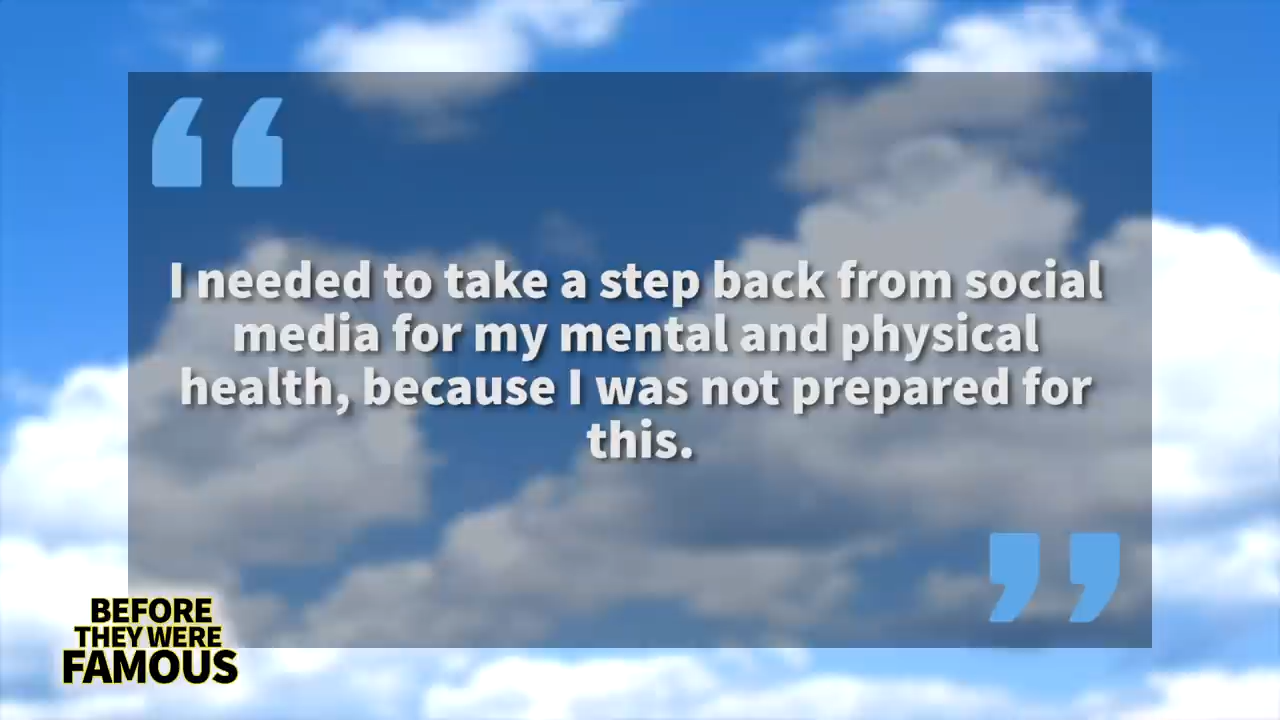 “
I needed to take a step back from social
media for my mental and physical
health, because I was not prepared for
this.
”
BEFORE
THEY WERE
FAMOUS